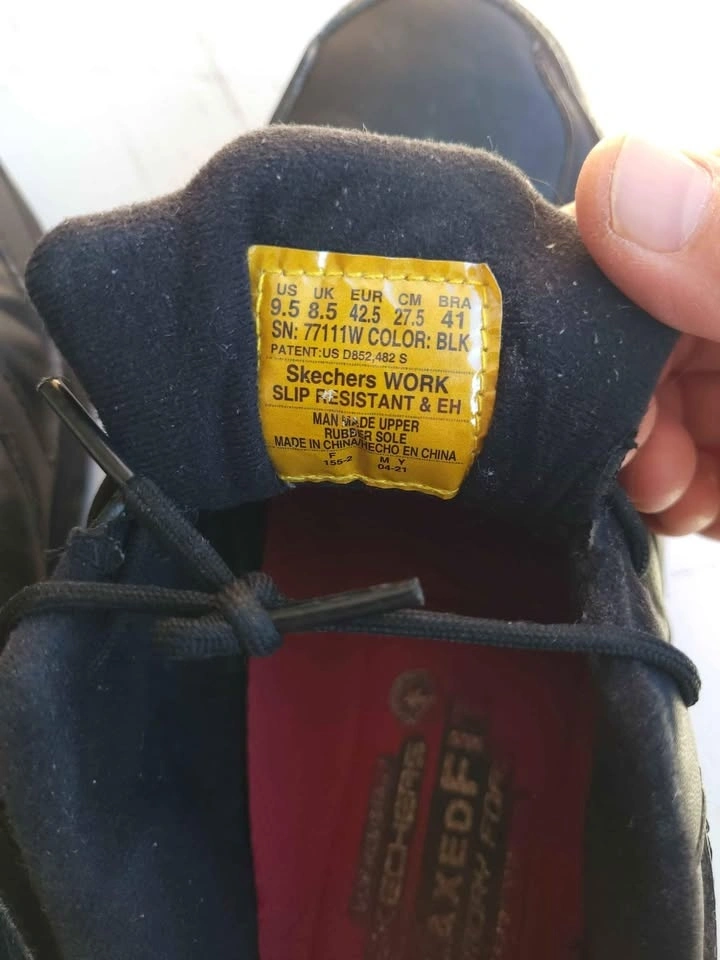 US UK EUR CM BRA
9.5 8.5 42.5 27.5 41
SN: 77111W COLOR: BLK
PATENT:US D852,482 S
Skechers WORK
SLIP RESISTANT & EH
MAN MADE UPPER
RUBBER SOLE
MADE IN CHINA/HECHO EN CHINA
F M Y
155-2 04-21
SKECHERS